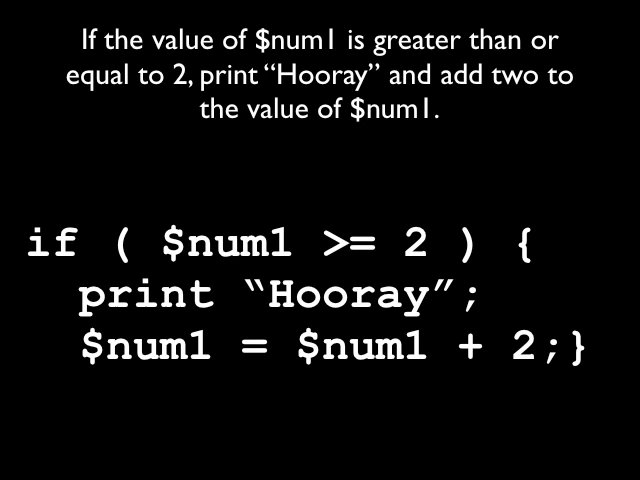 If the value of $num1 is greater than or
equal to 2, print “Hooray” and add two to
the value of $num1.
if ( $num1 >= 2 ) {
print “Hooray”;
$num1 = $num1 + 2;}